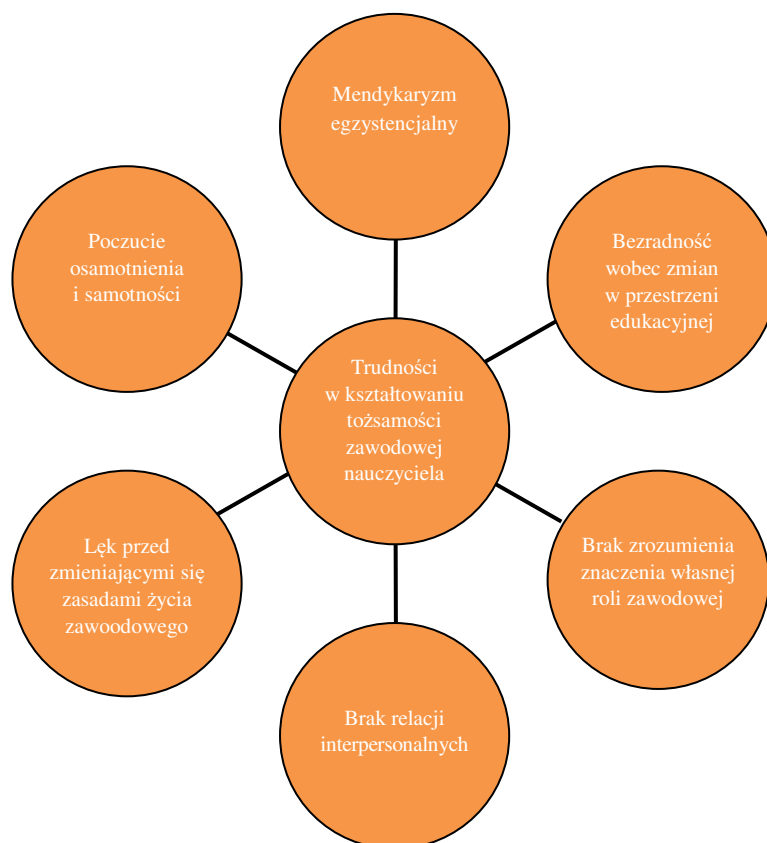 Mendykaryzm
egzystencjalny
Poczucie
osamotnienia
i samotności
Bezradność
wobec zmian
w przestrzeni
edukacyjnej
Trudności
w kształtowaniu
tożsamości
zawodowej
nauczyciela
Lęk przed
zmieniającymi się
zasadami życia
zawoodowego
Brak zrozumienia
znaczenia własnej
roli zawodowej
Brak relacji
interpersonalnych